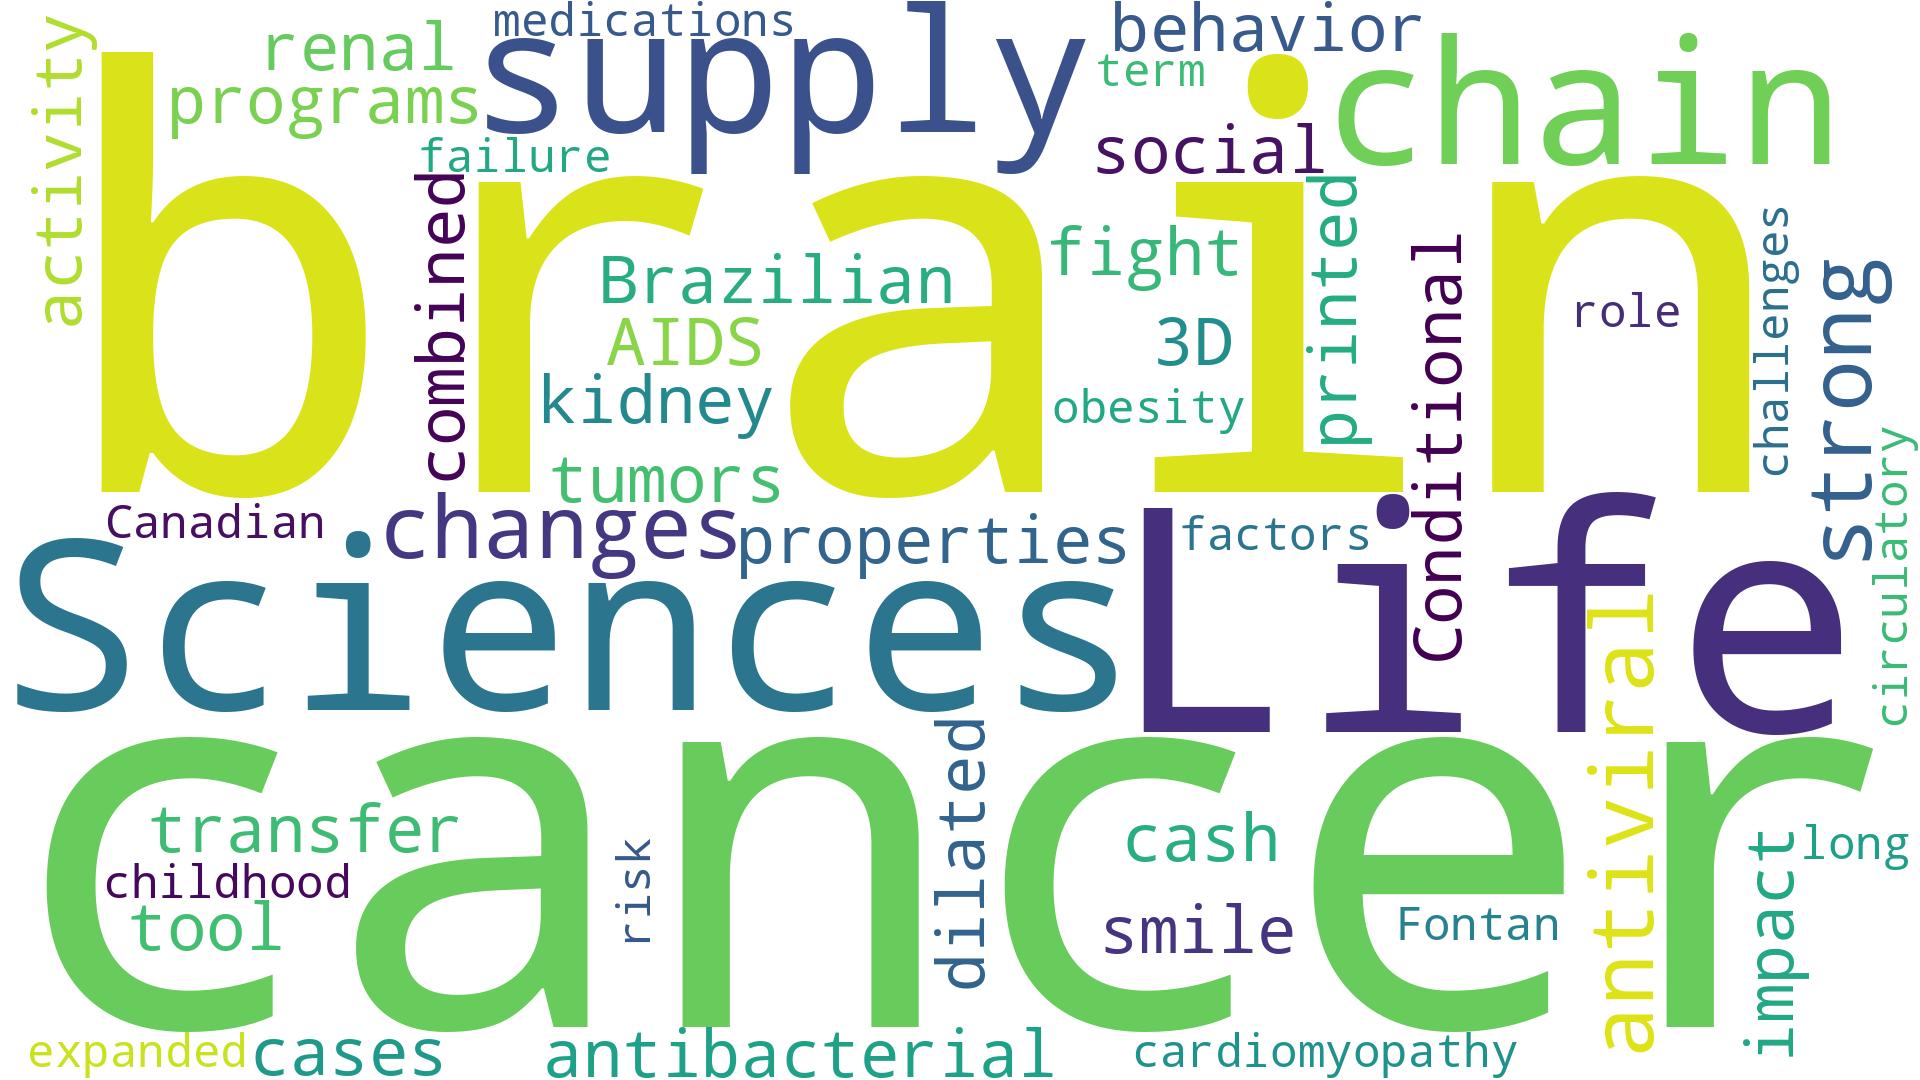 medications
behavior
activity
renal
supply
chain
term
programs
failure
social
brain
combined
printed
fight
Brazilian
Conditional
challenges
strong
role
AIDS
3D
kidney
obesity
tumors
circulatory
Canadian
changes
properties
factors
Sciences
Life
antiviral
cancer
dilated
transfer
cash
long
childhood
risk
impact
tool
smile
Fontan
expanded
cases
antibacterial
cardiomyopathy